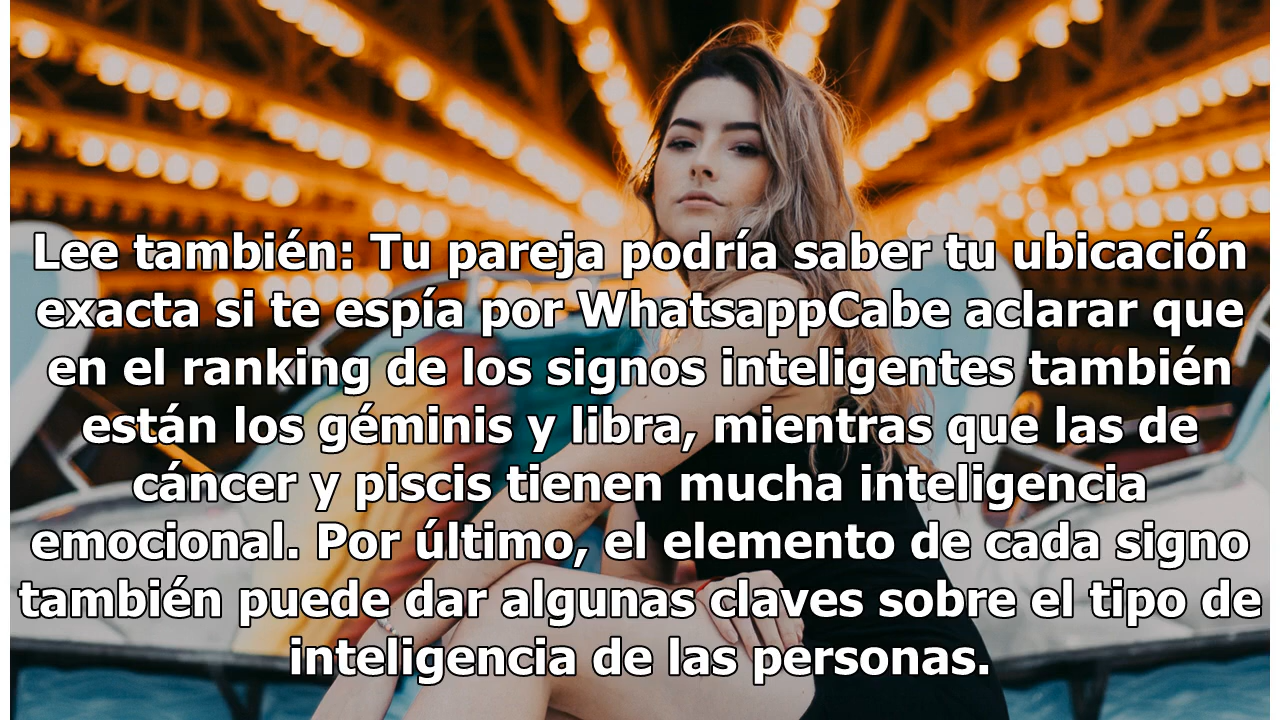 Lee también: Tu pareja podría saber tu ubicación
exacta si te espía por WhatsappCabe aclarar que
en el ranking de los signos inteligentes también
están los géminis y libra, mientras que las de
cáncer y piscis tienen mucha inteligencia
emocional. Por último, el elemento de cada signo
también puede dar algunas claves sobre el tipo de
inteligencia de las personas.